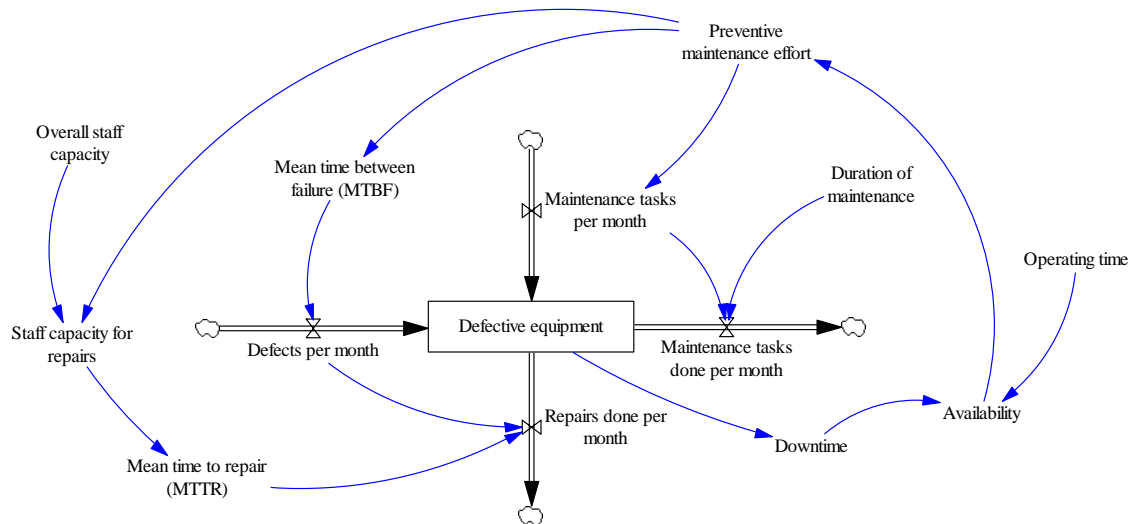 Preventive
maintenance effort
Overall staff
capacity
Mean time between
failure (MTBF)
Duration of
maintenance
Maintenance tasks
per month
Operating time
Staff capacity for
repairs
Defects per month
Defective equipment
Maintenance tasks
done per month
Repairs done per
month
Availability
Downtime
Mean time to repair
(MTTR)